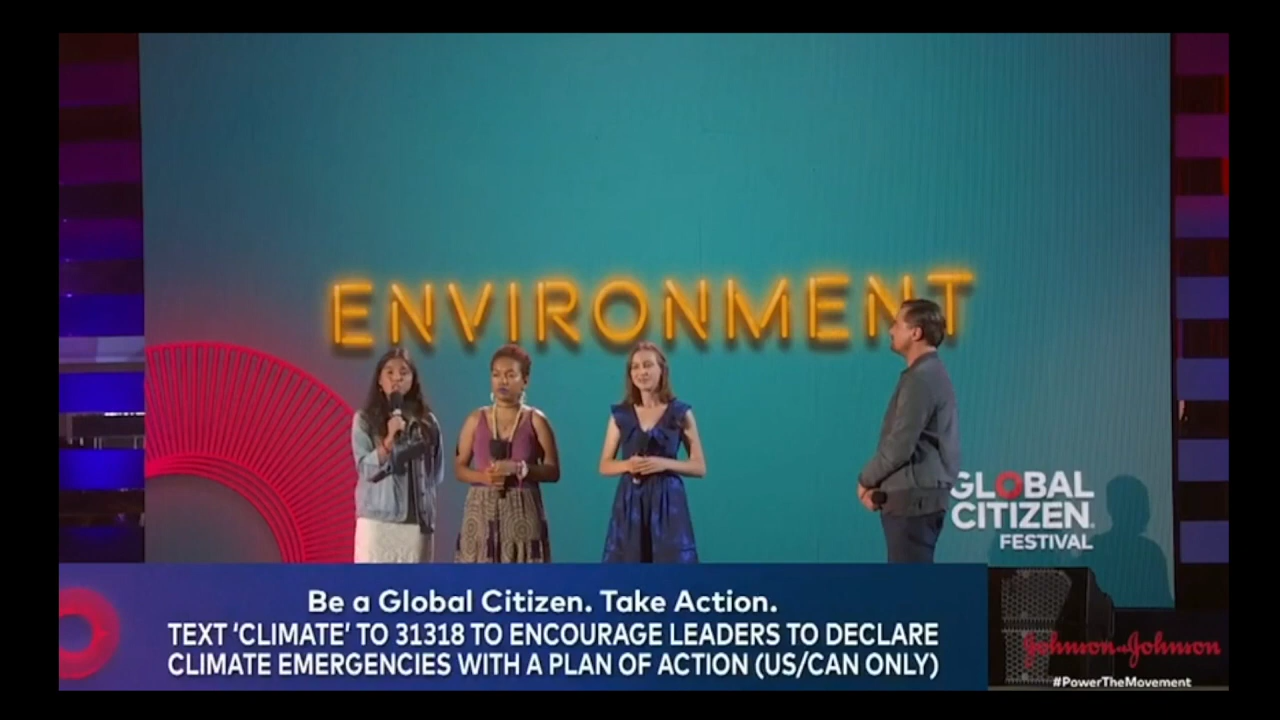 ENVIRONMENT
GLOBAL
CITIZEN.
FESTIVAL
Be a Global Citizen. Take Action.
TEXT 'CLIMATE' TO 31318 TO ENCOURAGE LEADERS TO DECLARE
CLIMATE EMERGENCIES WITH A PLAN OF ACTION (US/CAN ONLY)
Johnson & Johnson
#PowerTheMovement